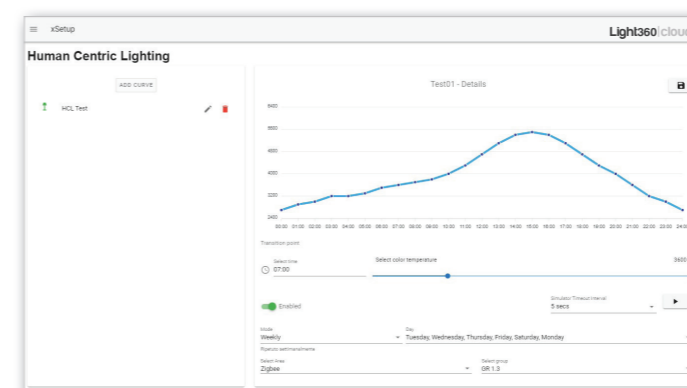 xSetup
Light360|cloud
Human Centric Lighting
ADD CURVE
HCL Test
Test01 - Details
6400
5600
4800
4000
3200
2400
00:00 01:00 02:00 03:00 04:00 05:00 06:00 07:00 08:00 09:00 10:00 11:00 12:00 13:00 14:00 15:00 16:00 17:00 18:00 19:00 20:00 21:00 22:00 23:00 24:00
Transition point
Select time
07:00
Select color temperature
3600
Enabled
Simulator Timeout Interval
5 secs
Mode
Weekly
Day
Tuesday, Wednesday, Thursday, Friday, Saturday, Monday
Ripetuto settimanalmente
Select Area
Zigbee
Select group
GR 1.3